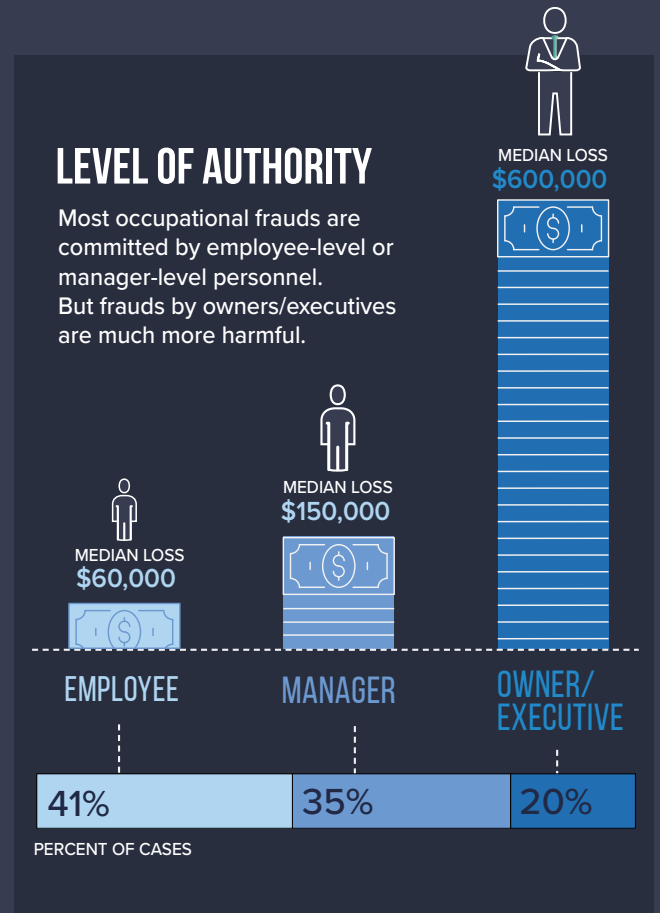 LEVEL OF AUTHORITY
Most occupational frauds are
committed by employee-level or
manager-level personnel.
But frauds by owners/executives
are much more harmful.
MEDIAN LOSS
$60,000
MEDIAN LOSS
$150,000
MEDIAN LOSS
$600,000
$
$
$
EMPLOYEE
MANAGER
OWNER/
EXECUTIVE
41%
35%
20%
PERCENT OF CASES